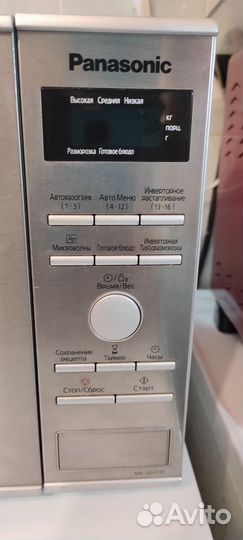 Panasonic
Высокая Средняя Низкая
кг
порц.
г
Разморозка Готовое блюдо
Авторазогрев (1-3)
Авто Меню (4-12)
Инверторное растапливание (13-16)
Микроволны
Готовое блюдо
Инверторная Турборазморозка
Время/Вес
Сохранение рецепта
Таймер
Часы
Стоп/Сброс
Старт
Avito